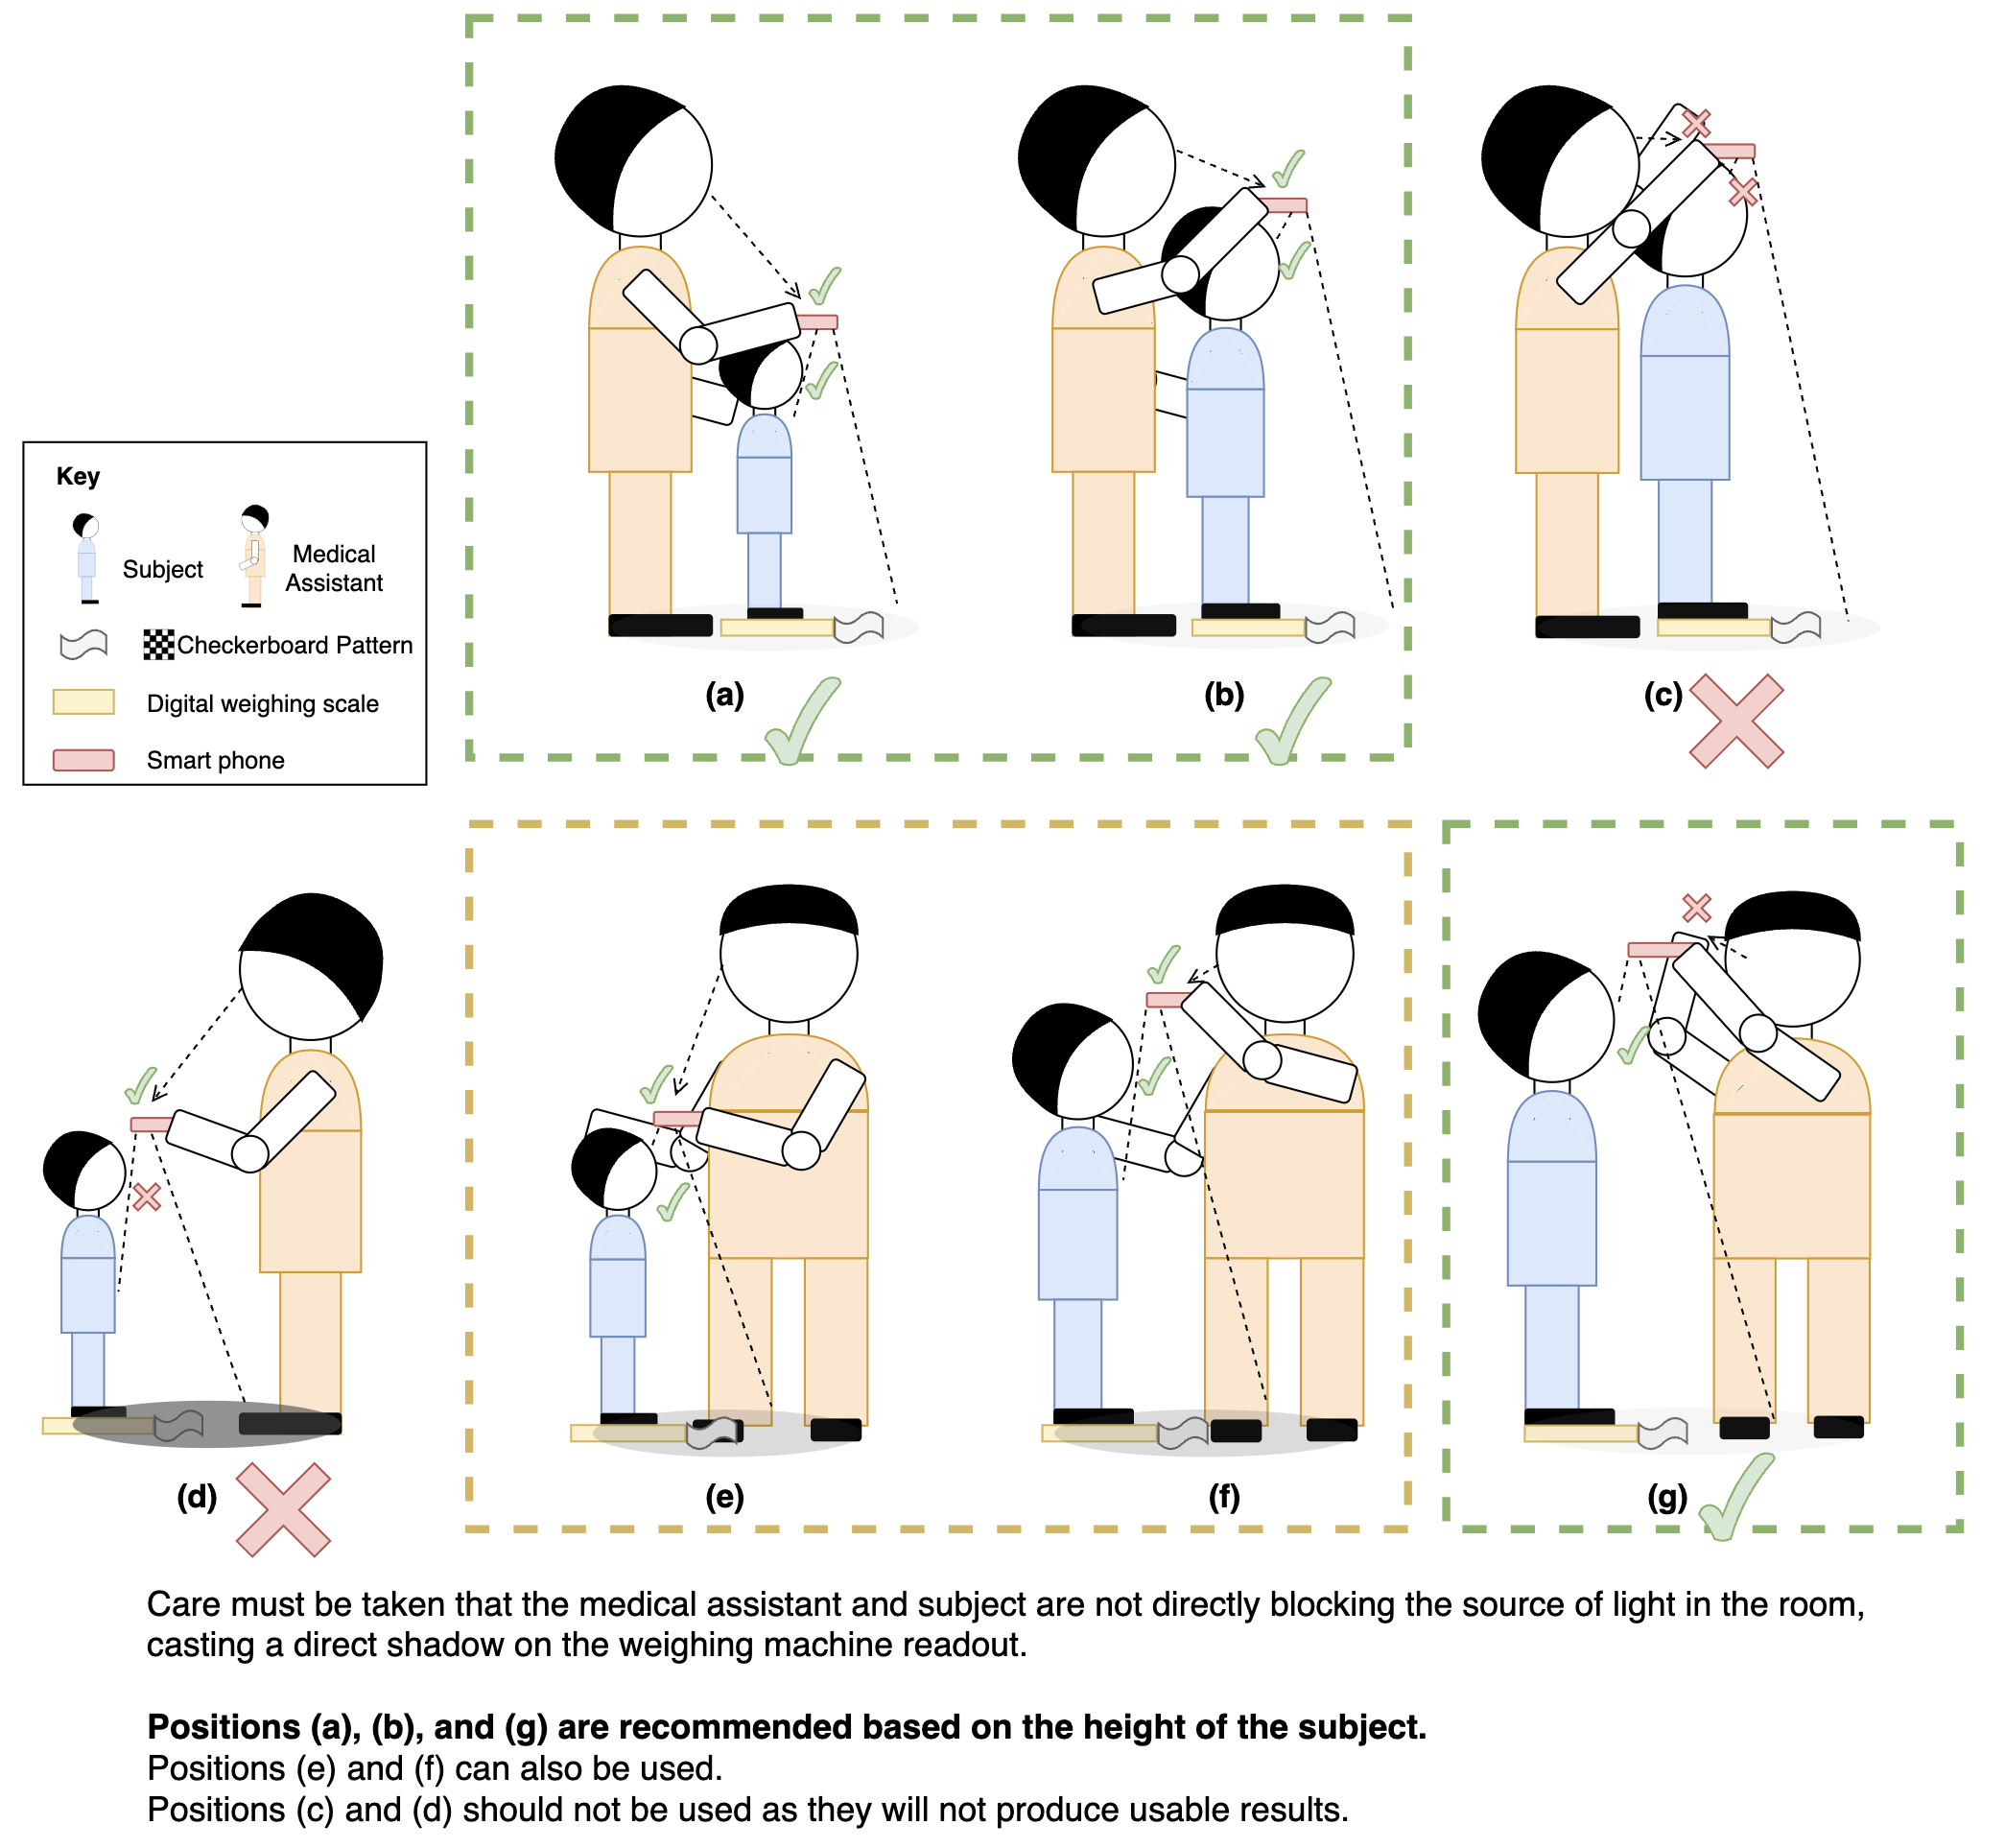 (a)
(b)
(c)
Key
Subject
Medical
Assistant
Checkerboard Pattern
Digital weighing scale
Smart phone
(d)
(e)
(f)
(g)
Care must be taken that the medical assistant and subject are not directly blocking the source of light in the room,
casting a direct shadow on the weighing machine readout.
Positions (a), (b), and (g) are recommended based on the height of the subject.
Positions (e) and (f) can also be used.
Positions (c) and (d) should not be used as they will not produce usable results.